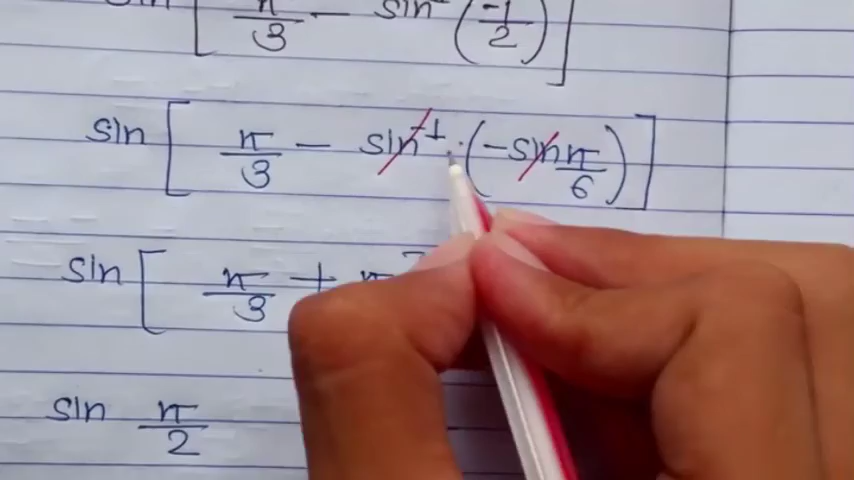 sin [ π/3 - sin⁻¹ (-1/2) ]
sin [ π/3 - sin⁻¹ (-sin π/6) ]
sin [ π/3 + π
sin π/2